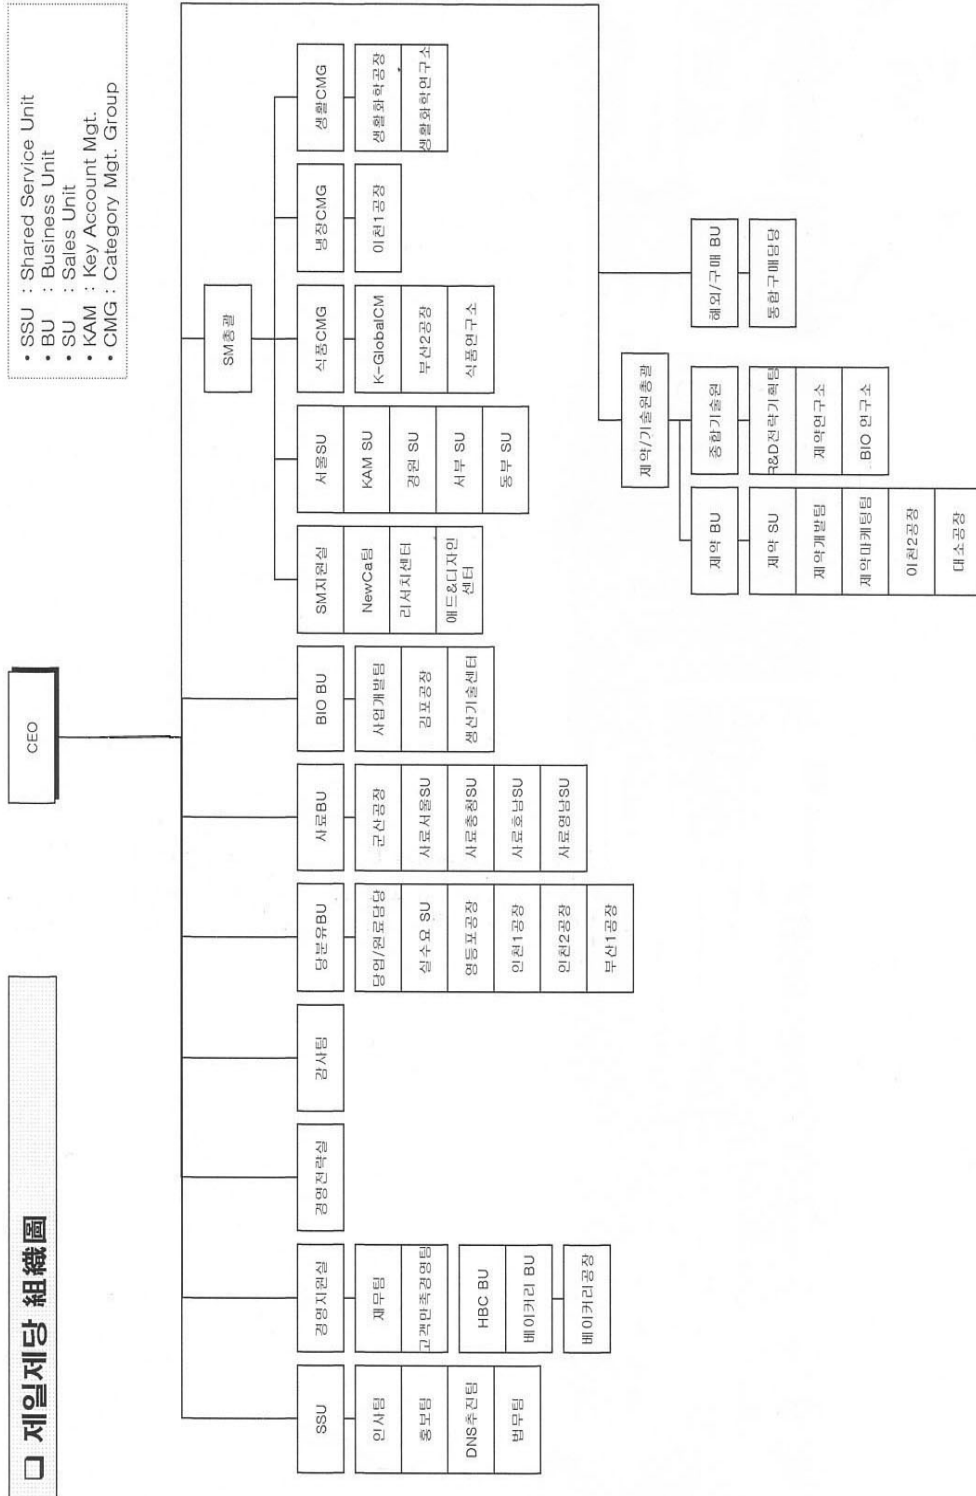 □ 제일제당 組織圖
• SSU : Shared Service Unit
• BU : Business Unit
• SU : Sales Unit
• KAM : Key Account Mgt.
• CMG : Category Mgt. Group
CEO
SM총괄
SSU
인사팀
홍보팀
DNS추진팀
법무팀
경영지원실
재무팀
고객만족경영팀
HBC BU
베이커리 BU
베이커리공장
경영전략실
감사팀
당분유BU
당업/원료담당
실수요 SU
영등포공장
인천1공장
인천2공장
부산1공장
사료BU
군산공장
사료서울SU
사료충청SU
사료호남SU
사료영남SU
BIO BU
사업개발팀
김포공장
생산기술센터
SM지원실
NewCa팀
리서치센터
애드&디자인
센터
서울SU
KAM SU
경원 SU
서부 SU
동부 SU
식품CMG
K-GlobalCM
부산2공장
식품연구소
냉장CMG
이천1공장
생활CMG
생활화학공장
생활화학연구소
제약/기술원총괄
제약 BU
제약 SU
제약개발팀
제약마케팅팀
이천2공장
대소공장
종합기술원
R&D전략기획팀
제약연구소
BIO 연구소
해외/구매 BU
통합구매담당